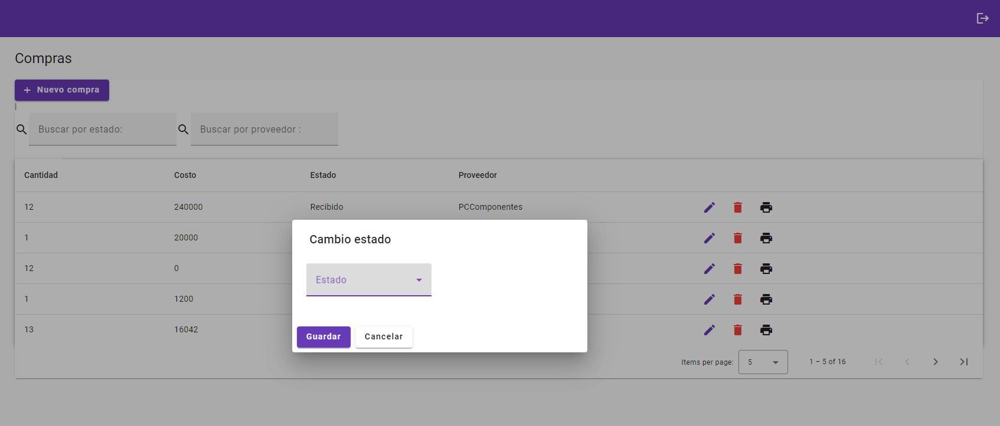 Compras
+ Nuevo compra
|
Buscar por estado: Buscar por proveedor :
Cantidad Costo Estado Proveedor
12 240000 Recibido PCComponentes
1 20000
12 0
1 1200
13 16042
Cambio estado
Estado
Guardar Cancelar
Items per page: 5 1 – 5 of 16